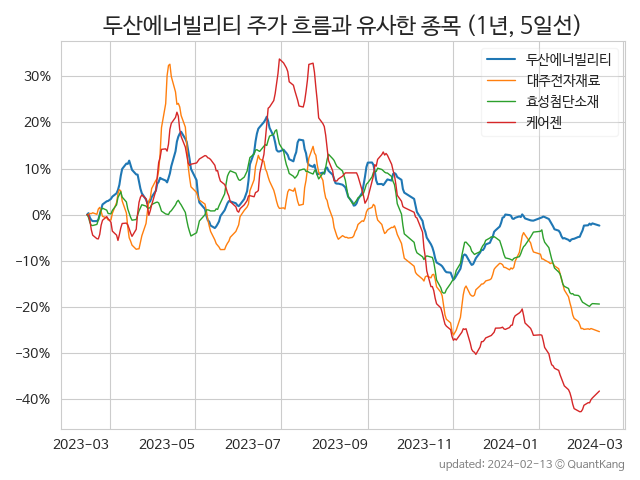 두산에너빌리티 주가 흐름과 유사한 종목 (1년, 5일선)
두산에너빌리티
대주전자재료
효성첨단소재
케어젠
30%
20%
10%
0%
−10%
−20%
−30%
−40%
2023-03 2023-05 2023-07 2023-09 2023-11 2024-01 2024-03
updated: 2024-02-13 © QuantKang